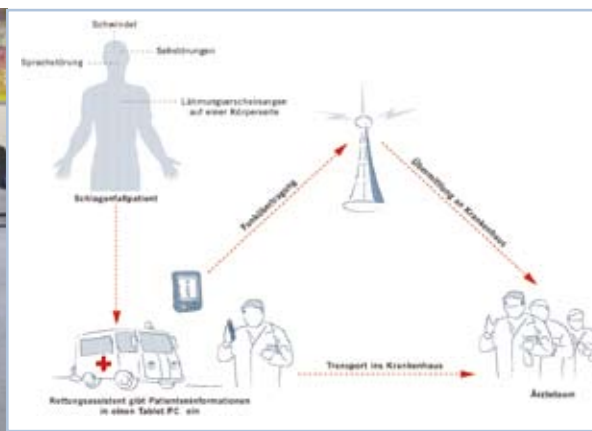 Schwindel
Sehstörungen
Sprachstörung
Lähmungserscheinungen
auf einer Körperseite
Schlaganfallpatient
Funkübertragung
Übermittlung an Krankenhaus
Rettungsassistent gibt Patienteninformationen
in einen Tablet PC ein
Transport ins Krankenhaus
Ärzteteam